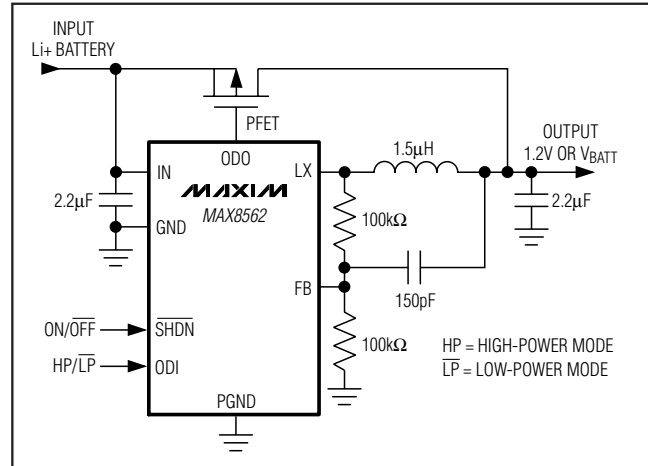 INPUT
Li+ BATTERY
PFET
ODO
LX
1.5μH
OUTPUT
1.2V OR VBATT
IN
MAXIM
MAX8562
2.2μF
2.2μF
100kΩ
GND
FB
150pF
ON/OFF
SHDN
100kΩ
HP = HIGH-POWER MODE
HP/LP
ODI
LP = LOW-POWER MODE
PGND